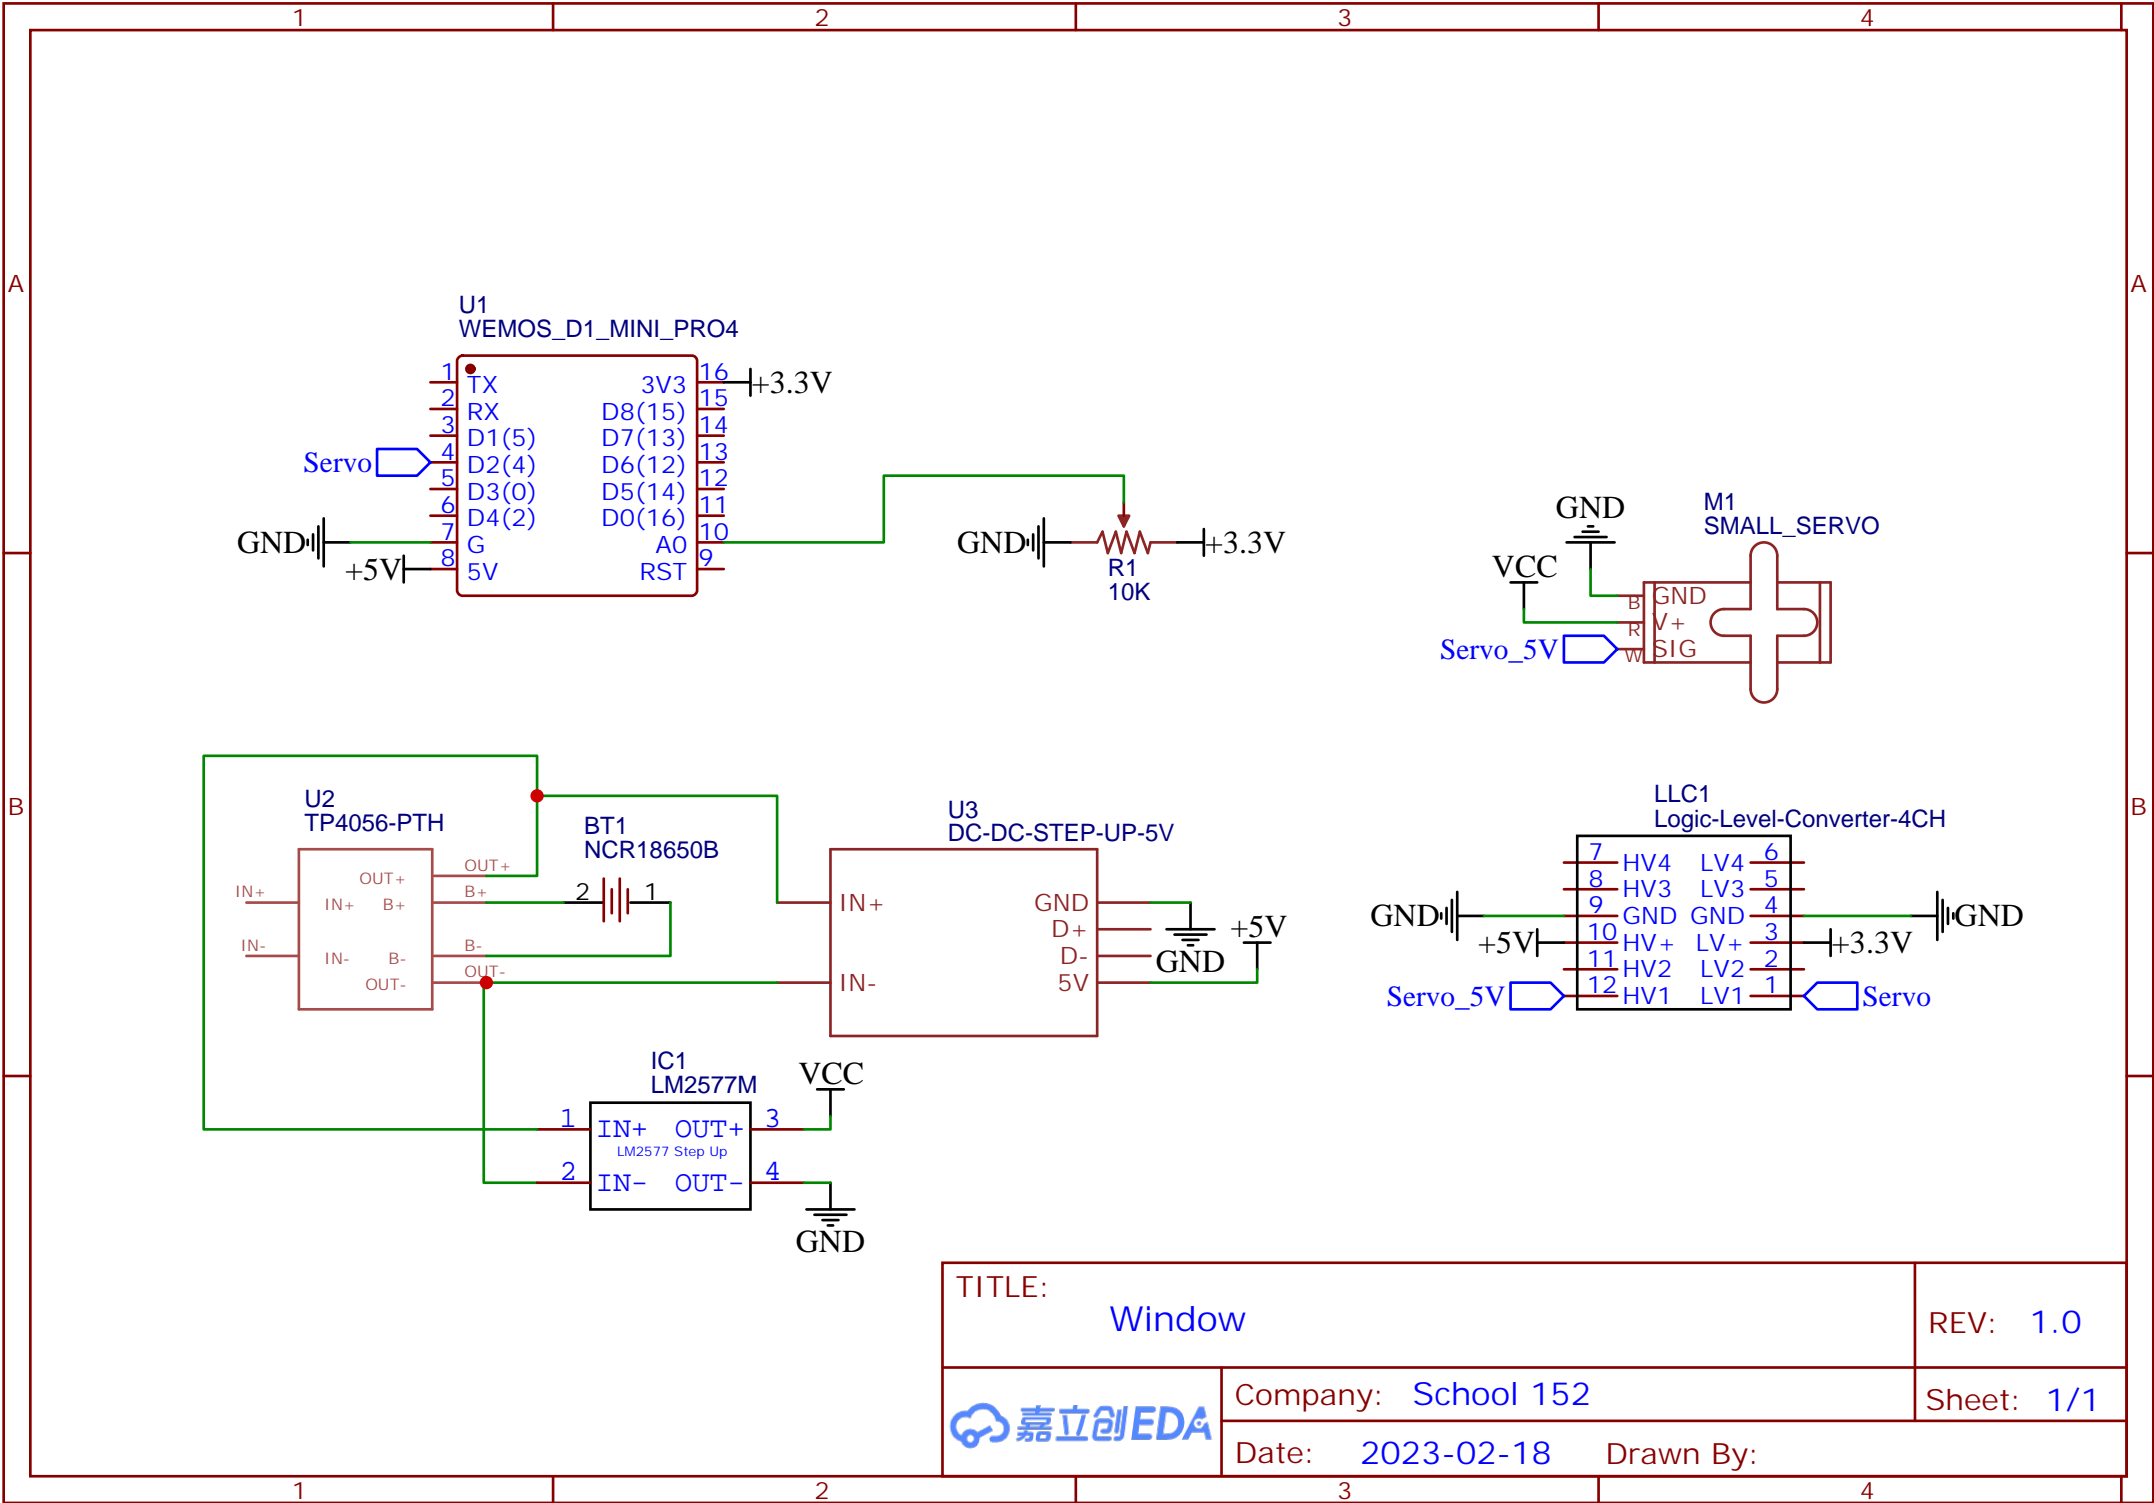 1 2 3 4
A A
B B
U1
WEMOS_D1_MINI_PRO4
1 TX
2 RX
3 D1(5)
4 D2(4)
5 D3(0)
6 D4(2)
7 G
8 5V
3V3 16
D8(15) 15
D7(13) 14
D6(12) 13
D5(14) 12
D0(16) 11
A0 10
RST 9
+3.3V
Servo
GND
+5V
GND
+3.3V
R1
10K
M1
SMALL_SERVO
GND
VCC
Servo_5V
B GND
R V+
W SIG
U2
TP4056-PTH
IN+
IN-
IN+
IN-
OUT+
B+
B-
OUT-
OUT+
B+
B-
OUT-
BT1
NCR18650B
2 1
U3
DC-DC-STEP-UP-5V
IN+
IN-
GND
D+
D-
5V
GND
+5V
LLC1
Logic-Level-Converter-4CH
7 HV4 LV4 6
8 HV3 LV3 5
GND 9 GND GND 4 GND
+5V 10 HV+ LV+ 3 +3.3V
11 HV2 LV2 2
Servo_5V 12 HV1 LV1 1 Servo
IC1
LM2577M
VCC
1 IN+ OUT+ 3
LM2577 Step Up
2 IN- OUT- 4
GND
TITLE:
Window
REV: 1.0
嘉立创EDA
Company: School 152
Sheet: 1/1
Date: 2023-02-18 Drawn By:
1 2 3 4